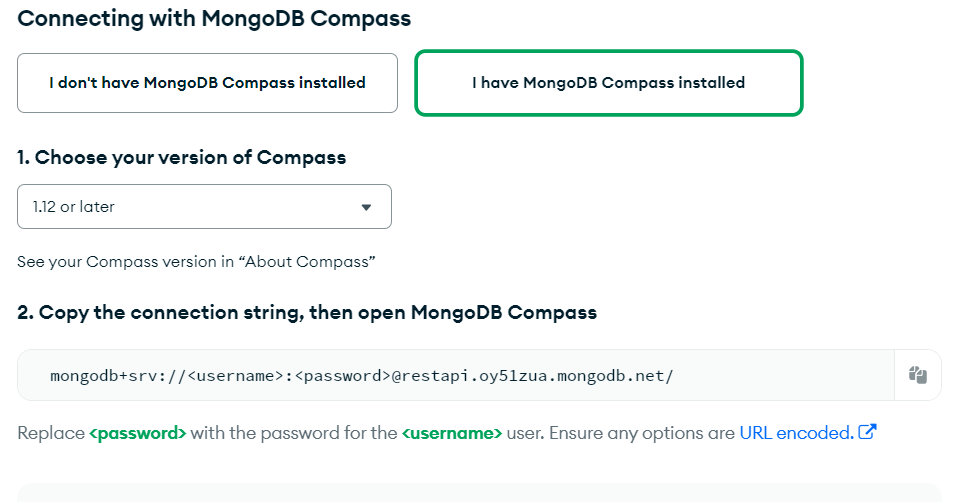 Connecting with MongoDB Compass
I don't have MongoDB Compass installed
I have MongoDB Compass installed
1. Choose your version of Compass
1.12 or later
See your Compass version in “About Compass”
2. Copy the connection string, then open MongoDB Compass
mongodb+srv://<username>:<password>@restapi.oy51zua.mongodb.net/
Replace <password> with the password for the <username> user. Ensure any options are URL encoded.